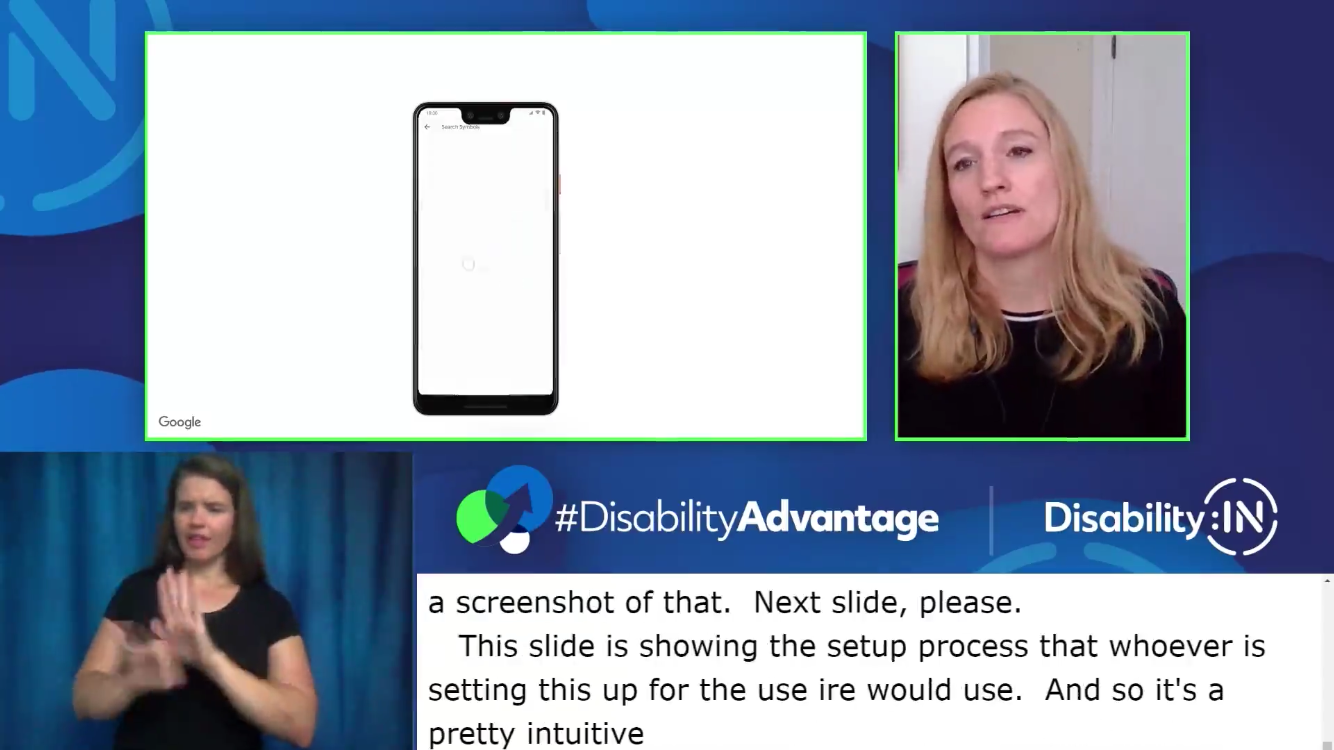 Search Symbols
Google
#DisabilityAdvantage
Disability:IN
a screenshot of that.  Next slide, please.
This slide is showing the setup process that whoever is
setting this up for the use ire would use.  And so it's a
pretty intuitive